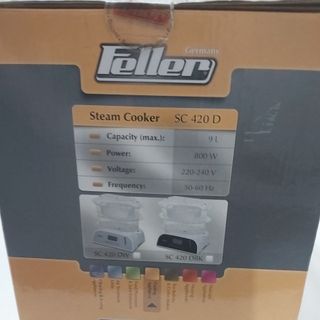 Germany
Feller
Steam Cooker SC 420 D
Capacity (max.): 9 L
Power: 800 W
Voltage: 220-240 V
Frequency: 50-60 Hz
SC 420 DW SC 420 DBK